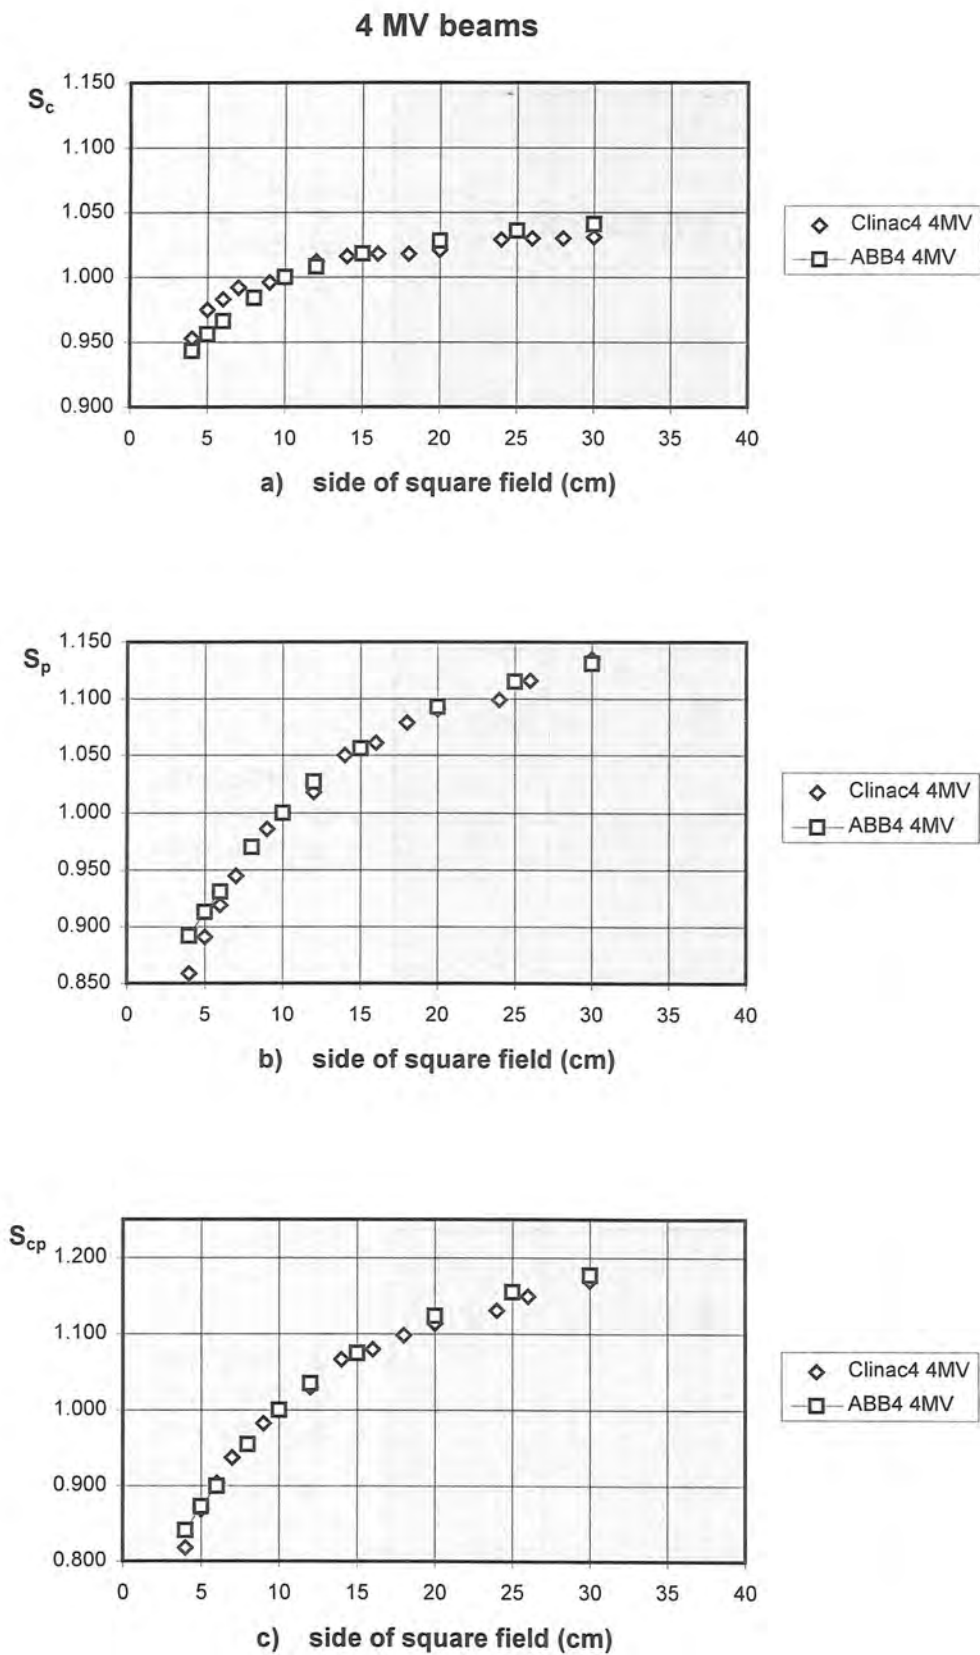 4 MV beams
Sc
1.150
1.100
1.050
1.000
0.950
0.900
0 5 10 15 20 25 30 35 40
a) side of square field (cm)
Clinac4 4MV
ABB4 4MV
Sp
1.150
1.100
1.050
1.000
0.950
0.900
0.850
0 5 10 15 20 25 30 35 40
b) side of square field (cm)
Clinac4 4MV
ABB4 4MV
Scp
1.200
1.100
1.000
0.900
0.800
0 5 10 15 20 25 30 35 40
c) side of square field (cm)
Clinac4 4MV
ABB4 4MV